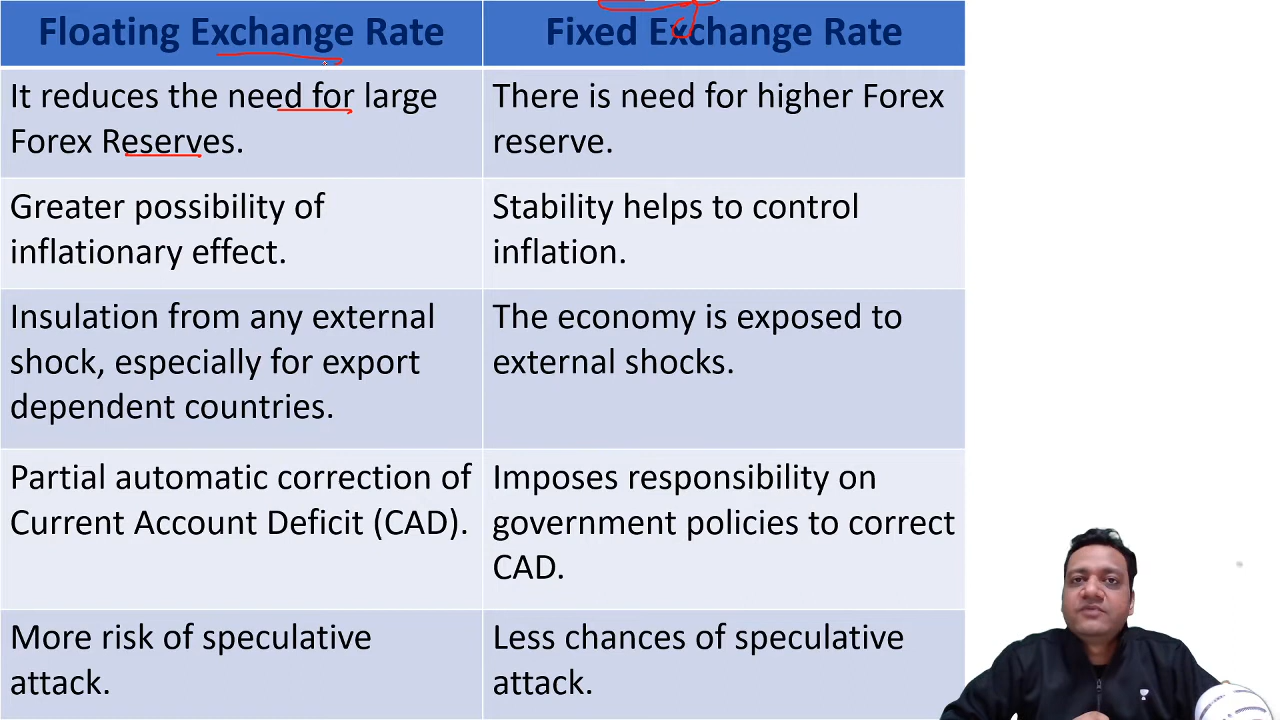 Floating Exchange Rate
Fixed Exchange Rate
It reduces the need for large
Forex Reserves.
There is need for higher Forex
reserve.
Greater possibility of
inflationary effect.
Stability helps to control
inflation.
Insulation from any external
shock, especially for export
dependent countries.
The economy is exposed to
external shocks.
Partial automatic correction of
Current Account Deficit (CAD).
Imposes responsibility on
government policies to correct
CAD.
More risk of speculative
attack.
Less chances of speculative
attack.